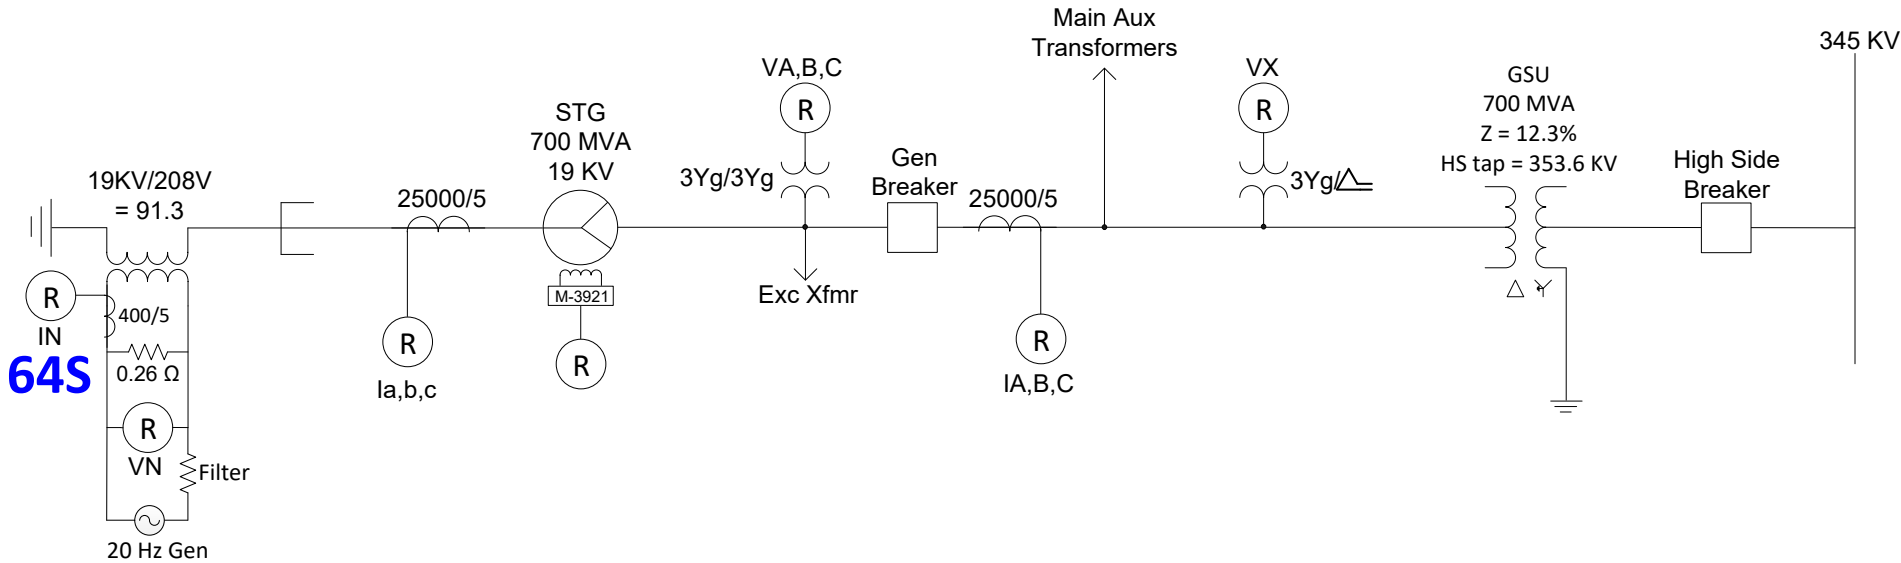 Main Aux
Transformers
345 KV
VA,B,C
R
VX
R
GSU
700 MVA
Z = 12.3%
HS tap = 353.6 KV
STG
700 MVA
19 KV
Gen
Breaker
High Side
Breaker
19KV/208V
= 91.3
25000/5
3Yg/3Yg
25000/5
3Yg/
R
IN
64S
400/5
0.26 Ω
M-3921
Exc Xfmr
R
Ia,b,c
R
R
IA,B,C
R
VN
Filter
20 Hz Gen